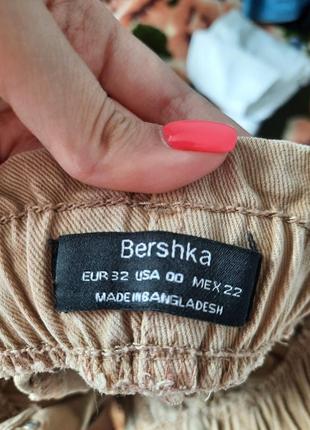 Bershka
EUR 32 USA 00 MEX 22
MADE IN BANGLADESH